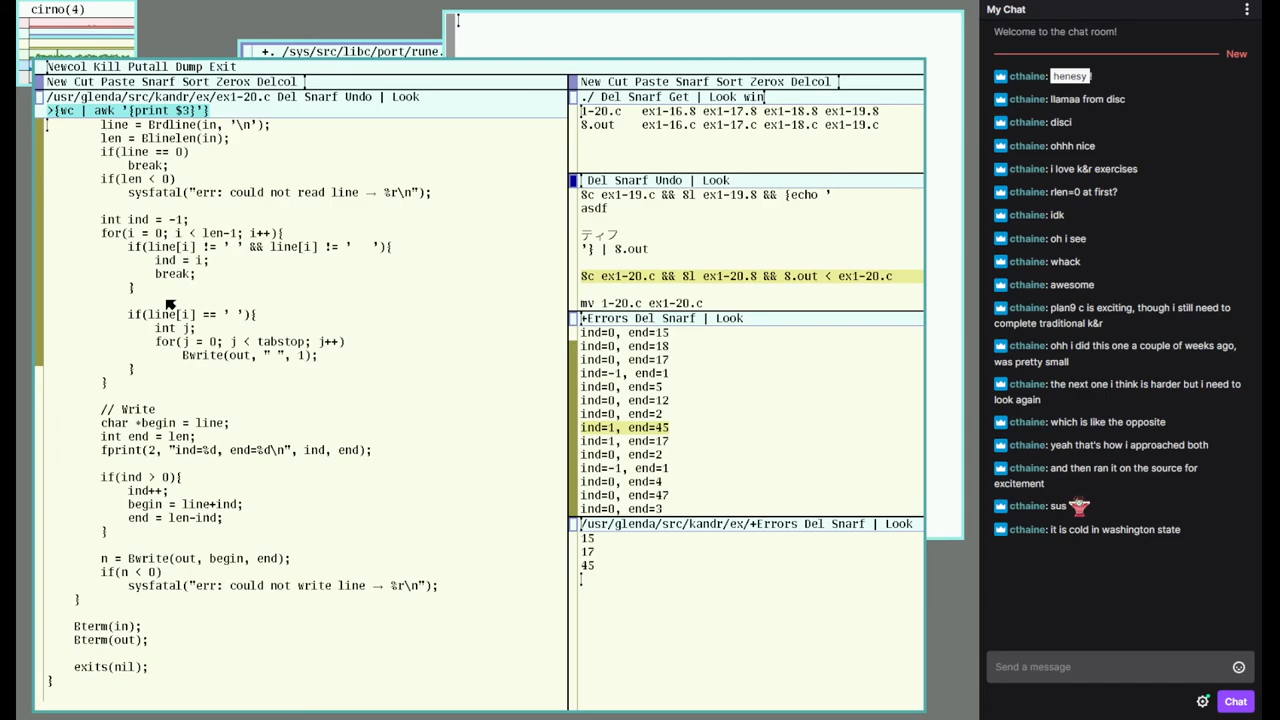 cirno(4)
+. /sys/src/libc/port/rune.
Newcol Kill Putall Dump Exit
New Cut Paste Snarf Sort Zerox Delcol
/usr/glenda/src/kandr/ex/ex1-20.c Del Snarf Undo | Look
>{wc | awk '{print $3}'}
line = Brdline(in, '\n');
len = Blinelen(in);
if(line == 0)
break;
if(len < 0)
sysfatal("err: could not read line → %r\n");
int ind = -1;
for(i = 0; i < len-1; i++){
if(line[i] != ' ' && line[i] != '	'){
ind = i;
break;
}
if(line[i] == ' '){
int j;
for(j = 0; j < tabstop; j++)
Bwrite(out, " ", 1);
}
}
// Write
char *begin = line;
int end = len;
fprint(2, "ind=%d, end=%d\n", ind, end);
if(ind > 0){
ind++;
begin = line+ind;
end = len-ind;
}
n = Bwrite(out, begin, end);
if(n < 0)
sysfatal("err: could not write line → %r\n");
}
Bterm(in);
Bterm(out);
exits(nil);
}
New Cut Paste Snarf Sort Zerox Delcol
./ Del Snarf Get | Look win
1-20.c ex1-16.8 ex1-17.8 ex1-18.8 ex1-19.8
8.out ex1-16.c ex1-17.c ex1-18.c ex1-19.c
Del Snarf Undo | Look
8c ex1-19.c && 8l ex1-19.8 && {echo '
asdf
ティフ
'} | 8.out
8c ex1-20.c && 8l ex1-20.8 && 8.out < ex1-20.c
mv 1-20.c ex1-20.c
+Errors Del Snarf | Look
ind=0, end=15
ind=0, end=18
ind=0, end=17
ind=-1, end=1
ind=0, end=5
ind=0, end=12
ind=0, end=2
ind=1, end=45
ind=1, end=17
ind=0, end=2
ind=-1, end=1
ind=0, end=4
ind=0, end=47
ind=0, end=3
/usr/glenda/src/kandr/ex/+Errors Del Snarf | Look
15
17
45
My Chat
Welcome to the chat room!
New
cthaine: henesy
cthaine: llamaa from disc
cthaine: disci
cthaine: ohhh nice
cthaine: i love k&r exercises
cthaine: rlen=0 at first?
cthaine: idk
cthaine: oh i see
cthaine: whack
cthaine: awesome
cthaine: plan9 c is exciting, though i still need to
complete traditional k&r
cthaine: ohh i did this one a couple of weeks ago,
was pretty small
cthaine: the next one i think is harder but i need to
look again
cthaine: which is like the opposite
cthaine: yeah that's how i approached both
cthaine: and then ran it on the source for
excitement
cthaine: sus
cthaine: it is cold in washington state
Send a message
Chat